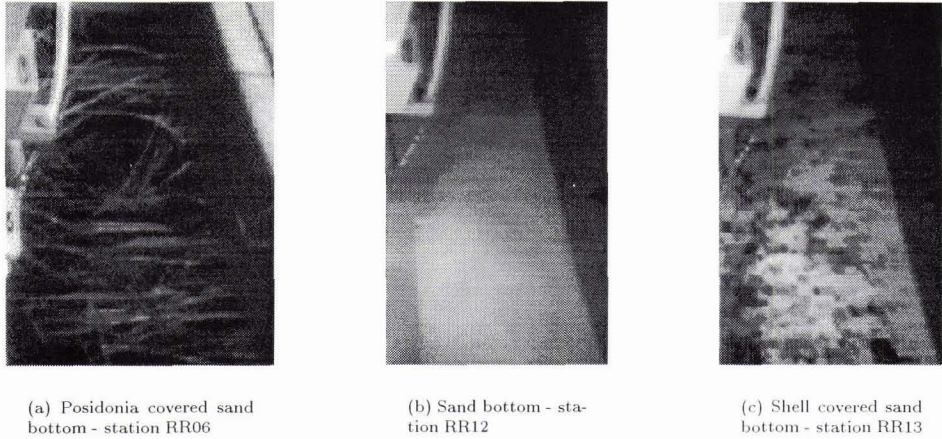 (a) Posidonia covered sand
bottom - station RR06
(b) Sand bottom - sta-
tion RR12
(c) Shell covered sand
bottom - station RR13